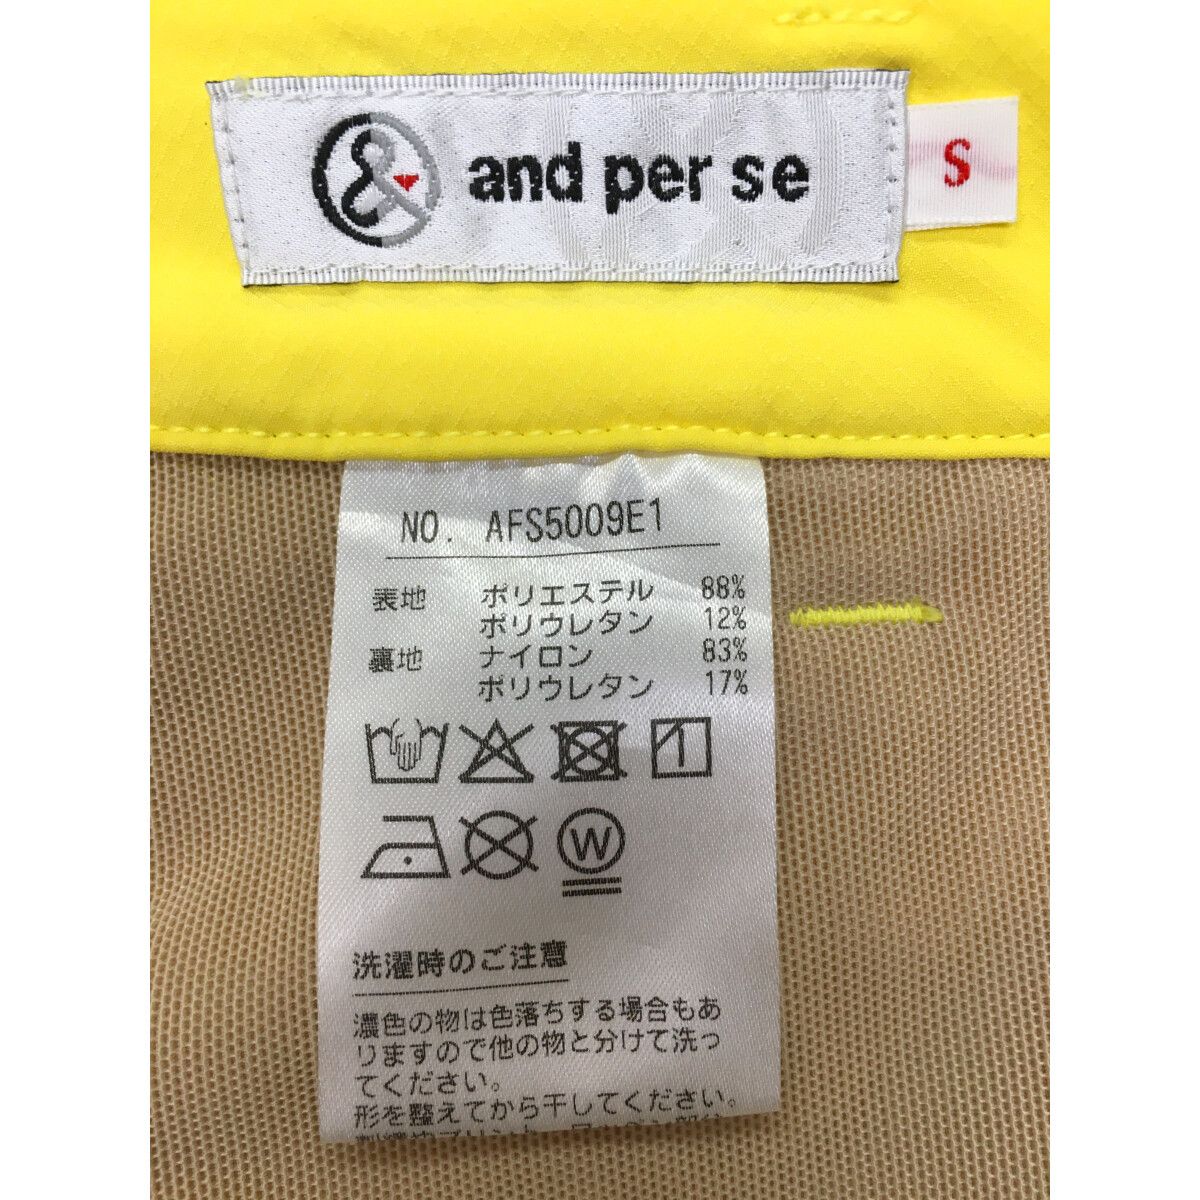 and per se
S
NO. AFS5009E1
表地 ポリエステル 88%
ポリウレタン 12%
裏地 ナイロン 83%
ポリウレタン 17%
W
洗濯時のご注意
濃色の物は色落ちする場合もあ
りますので他の物と分けて洗っ
てください。
形を整えてから干してください。